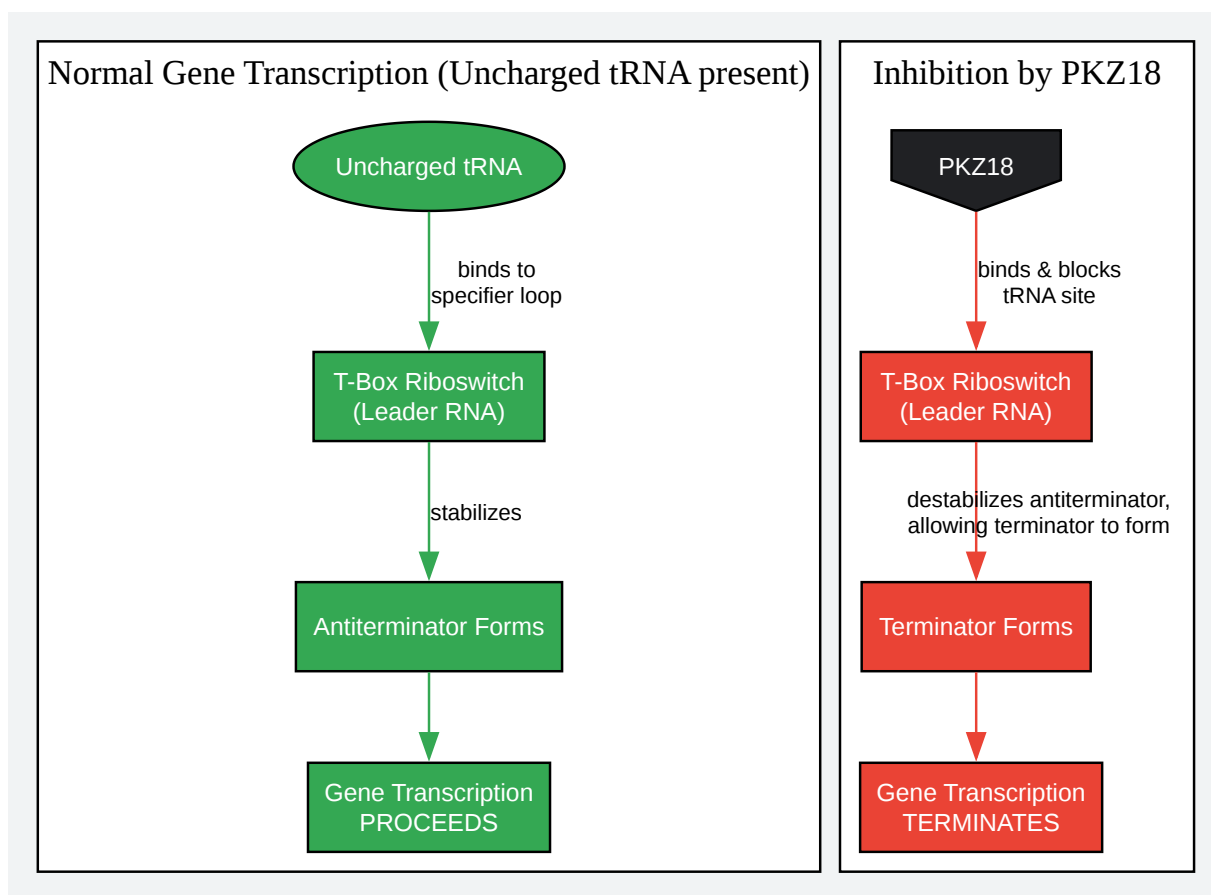 Normal Gene Transcription (Uncharged tRNA present)
Uncharged tRNA
binds to
specifier loop
T-Box Riboswitch
(Leader RNA)
stabilizes
Antiterminator Forms
Gene Transcription
PROCEEDS
Inhibition by PKZ18
PKZ18
binds & blocks
tRNA site
T-Box Riboswitch
(Leader RNA)
destabilizes antiterminator,
allowing terminator to form
Terminator Forms
Gene Transcription
TERMINATES